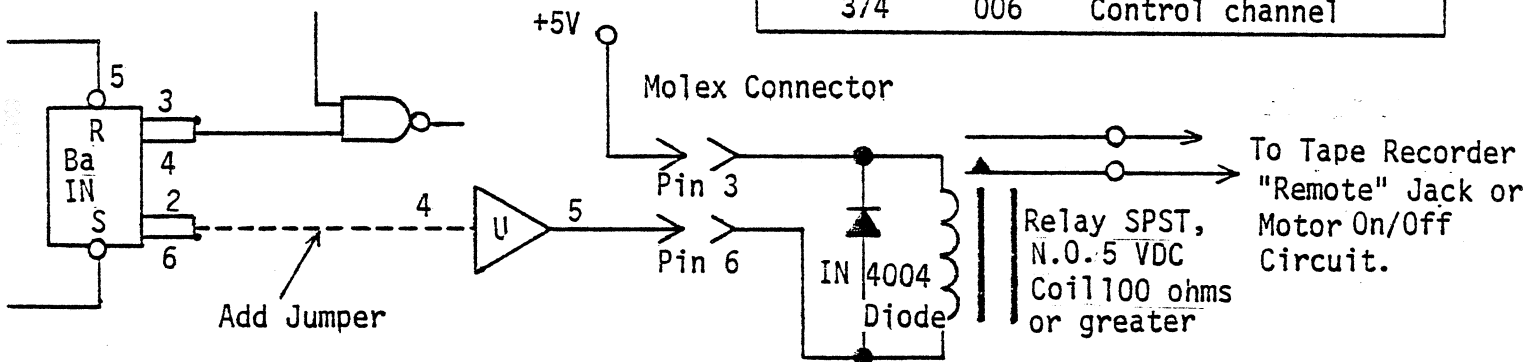 374 006 Control channel
+5V
Molex Connector
5
3
R
Ba
IN
4
2
S
6
4
U
5
Pin 3
Pin 6
Add Jumper
IN 4004
Diode
Relay SPST,
N.O. 5 VDC
Coil 100 ohms
or greater
To Tape Recorder
"Remote" Jack or
Motor On/Off
Circuit.